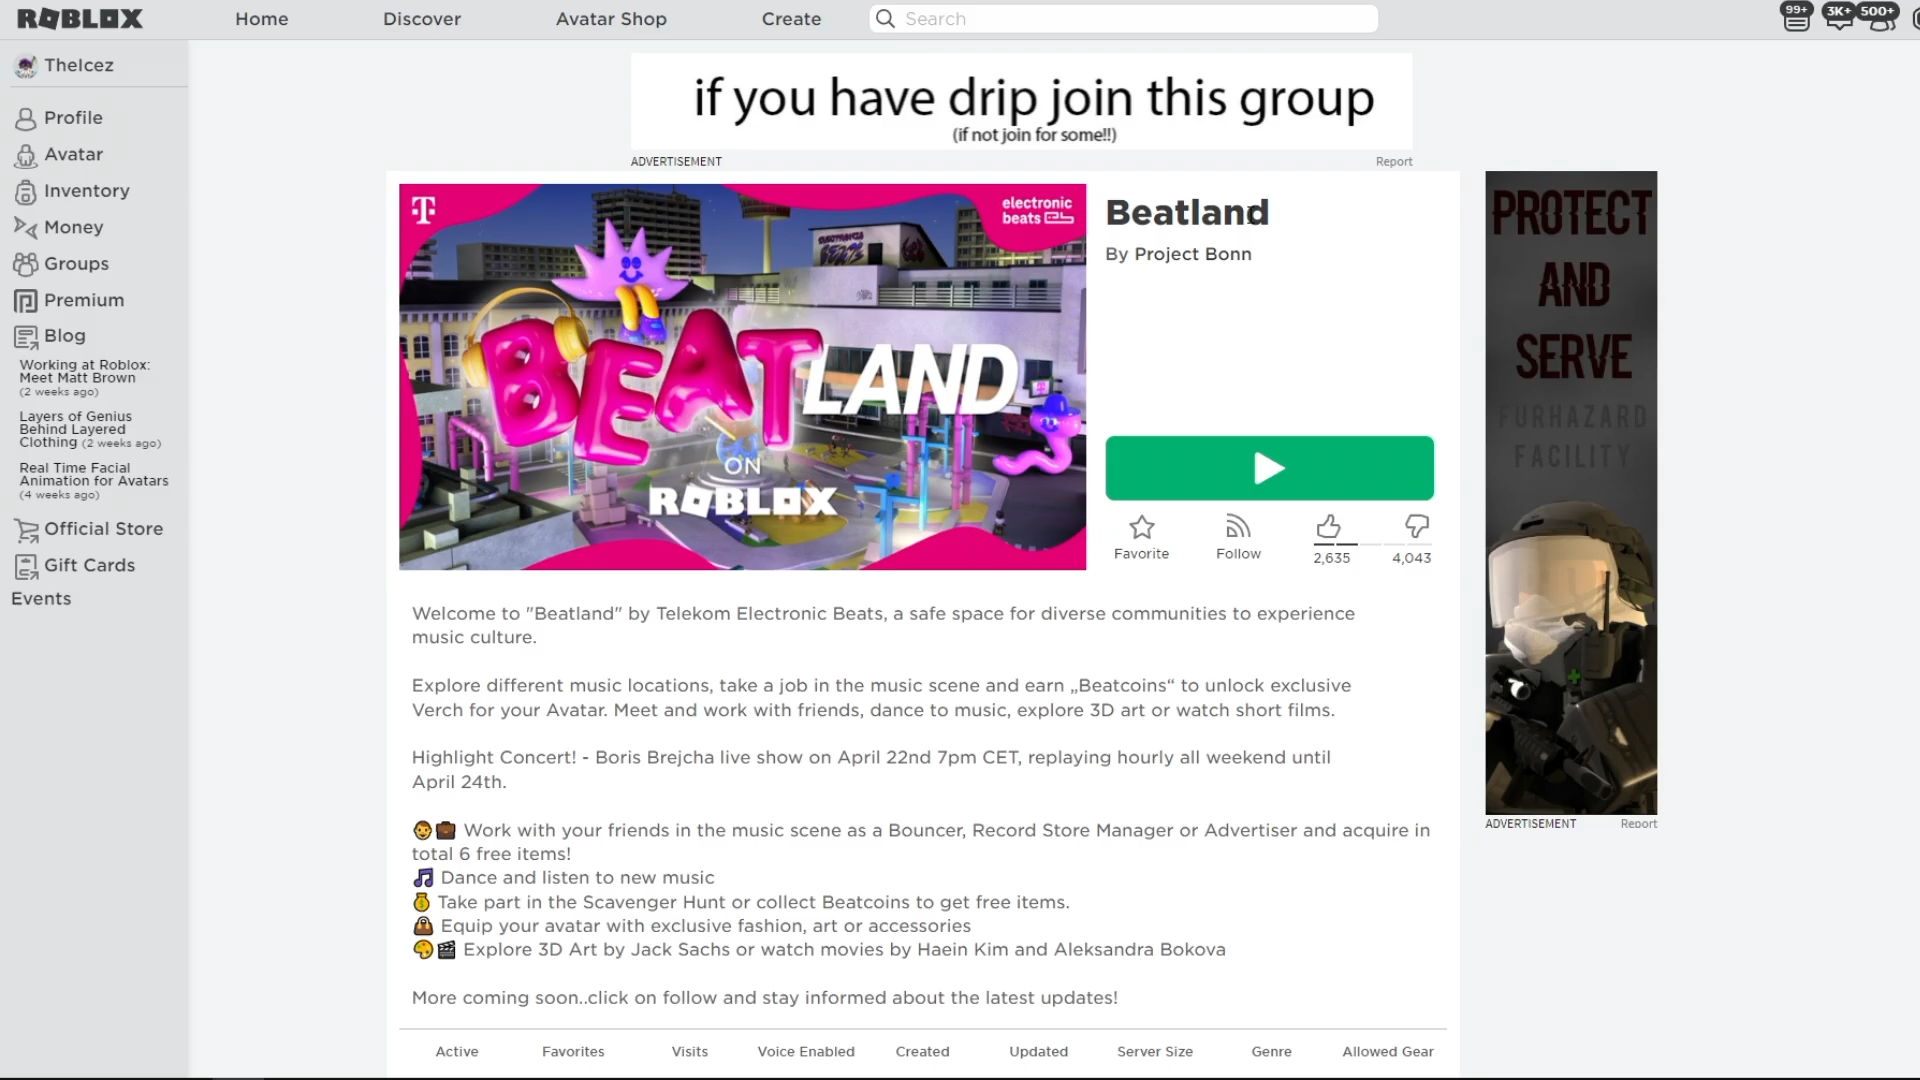 ROBLOX
Home
Discover
Avatar Shop
Create
Search
99+
3K+
500+
TheIcez
Profile
Avatar
Inventory
Money
Groups
Premium
Blog
Working at Roblox:
Meet Matt Brown
(2 weeks ago)
Layers of Genius
Behind Layered
Clothing (2 weeks ago)
Real Time Facial
Animation for Avatars
(4 weeks ago)
Official Store
Gift Cards
Events
if you have drip join this group
(if not join for some!!)
ADVERTISEMENT
Report
T
electronic
beats eb
BEATLAND
ON
ROBLOX
Beatland
By Project Bonn
Favorite
Follow
2,635
4,043
Welcome to "Beatland" by Telekom Electronic Beats, a safe space for diverse communities to experience
music culture.
Explore different music locations, take a job in the music scene and earn „Beatcoins“ to unlock exclusive
Verch for your Avatar. Meet and work with friends, dance to music, explore 3D art or watch short films.
Highlight Concert! - Boris Brejcha live show on April 22nd 7pm CET, replaying hourly all weekend until
April 24th.
👨💼 Work with your friends in the music scene as a Bouncer, Record Store Manager or Advertiser and acquire in
total 6 free items!
🎵 Dance and listen to new music
💰 Take part in the Scavenger Hunt or collect Beatcoins to get free items.
👜 Equip your avatar with exclusive fashion, art or accessories
🎨🎬 Explore 3D Art by Jack Sachs or watch movies by Haein Kim and Aleksandra Bokova
More coming soon..click on follow and stay informed about the latest updates!
Active
Favorites
Visits
Voice Enabled
Created
Updated
Server Size
Genre
Allowed Gear
PROTECT
AND
SERVE
FURHAZARD
FACILITY
ADVERTISEMENT
Report